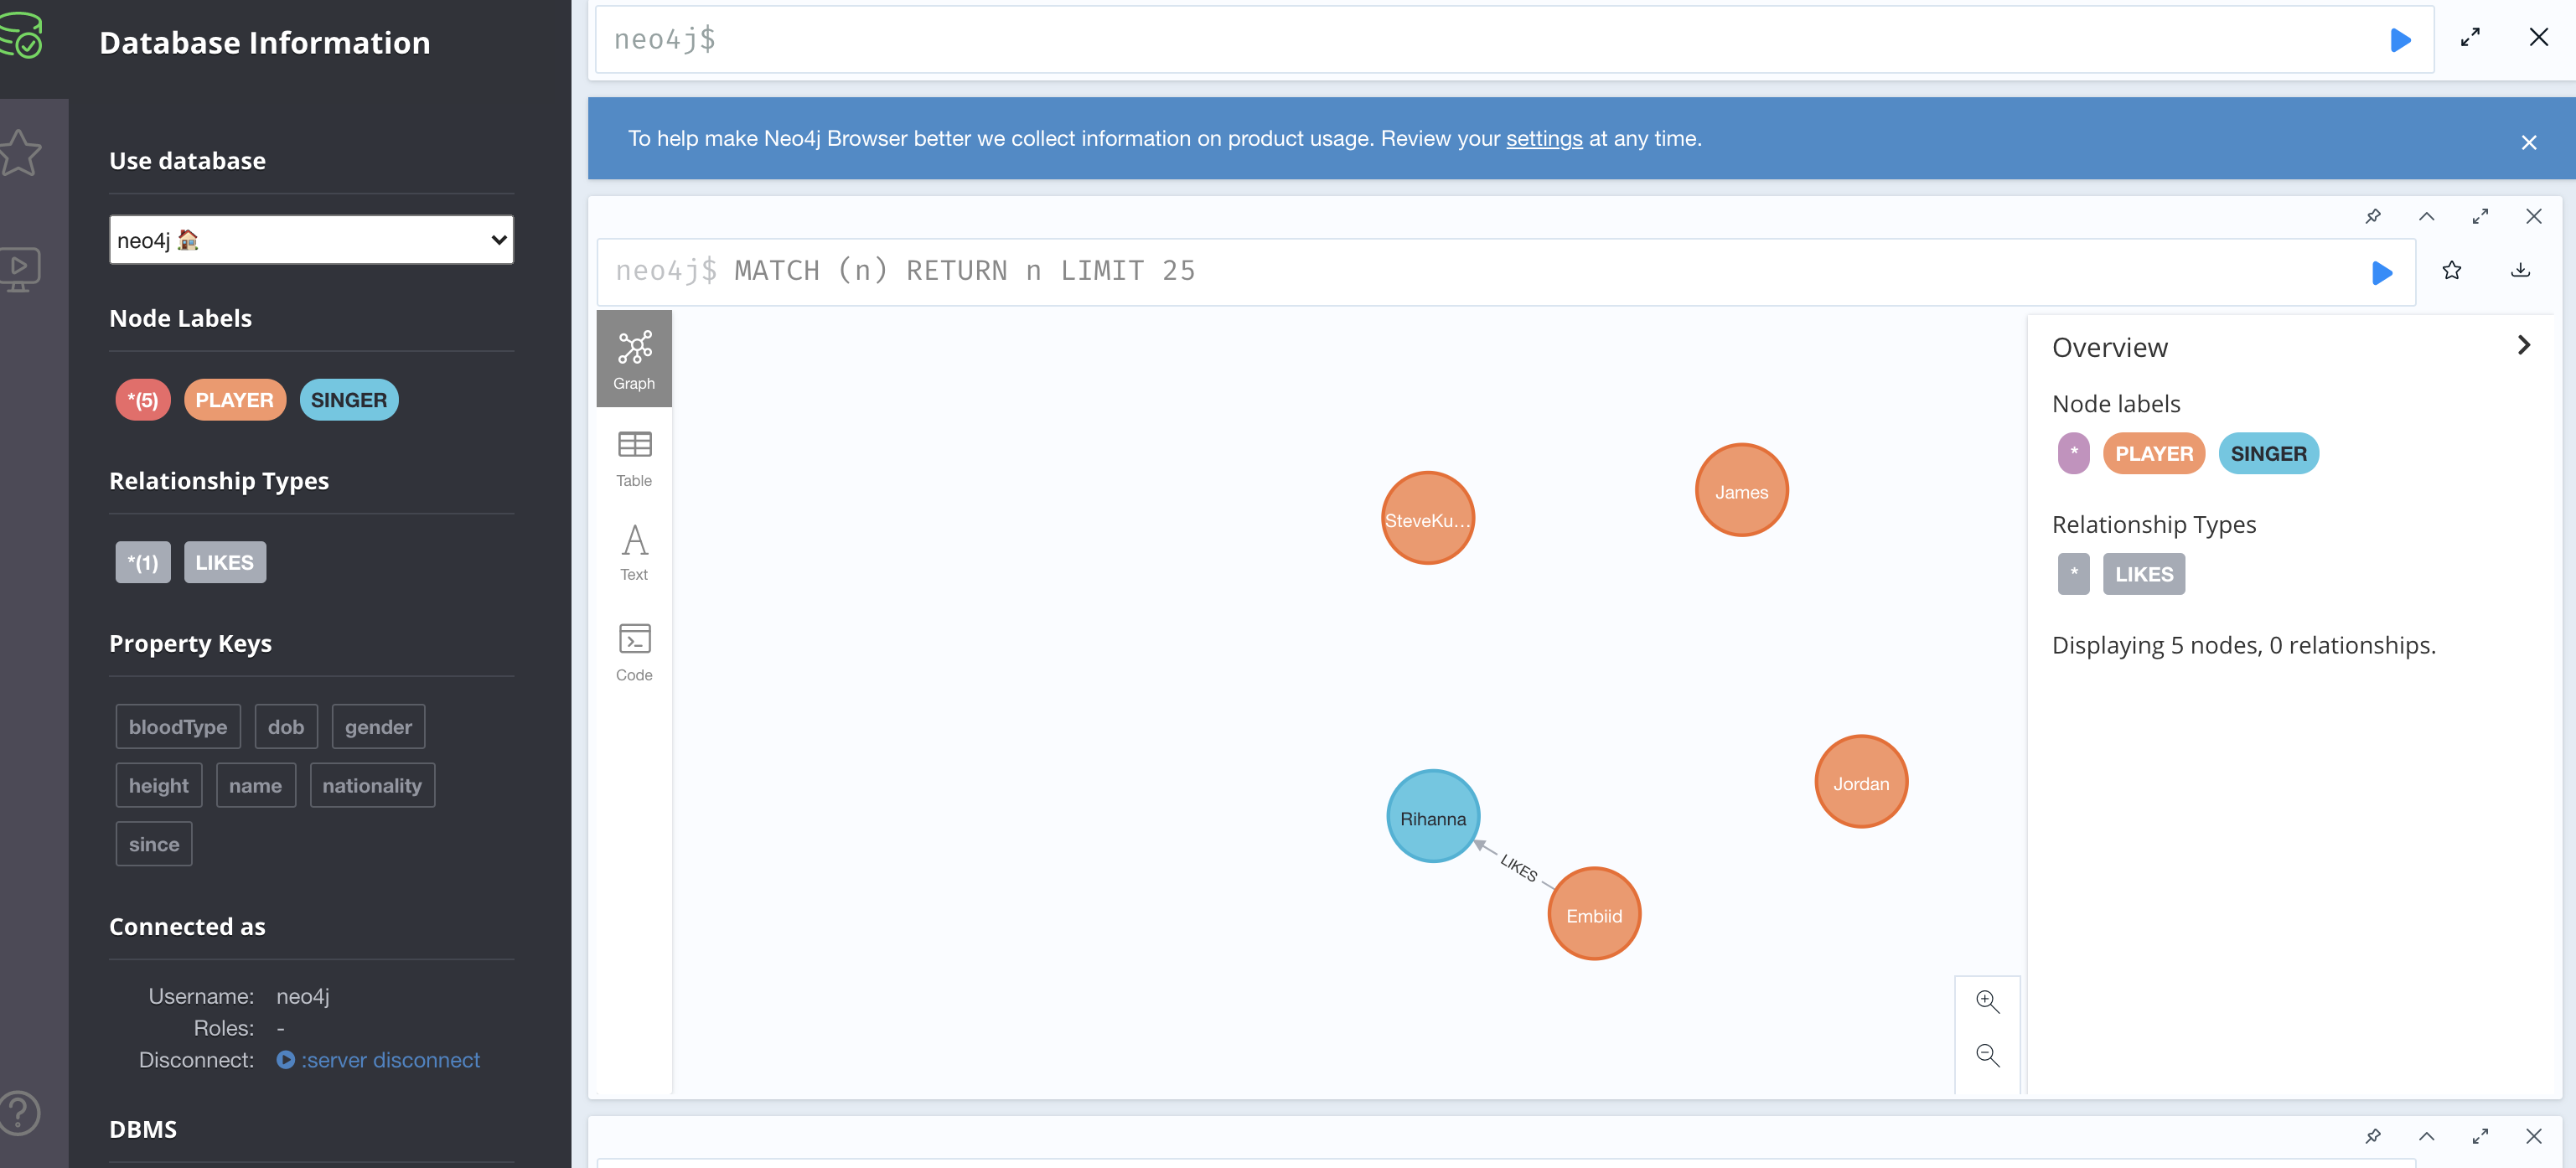 Database Information
Use database
neo4j 🏠
Node Labels
*(5) PLAYER SINGER
Relationship Types
*(1) LIKES
Property Keys
bloodType dob gender
height name nationality
since
Connected as
Username: neo4j
Roles: -
Disconnect: :server disconnect
DBMS
neo4j$
To help make Neo4j Browser better we collect information on product usage. Review your settings at any time.
neo4j$ MATCH (n) RETURN n LIMIT 25
Graph
Table
Text
Code
SteveKu...
James
Jordan
Rihanna
LIKES
Embiid
Overview
Node labels
* PLAYER SINGER
Relationship Types
* LIKES
Displaying 5 nodes, 0 relationships.